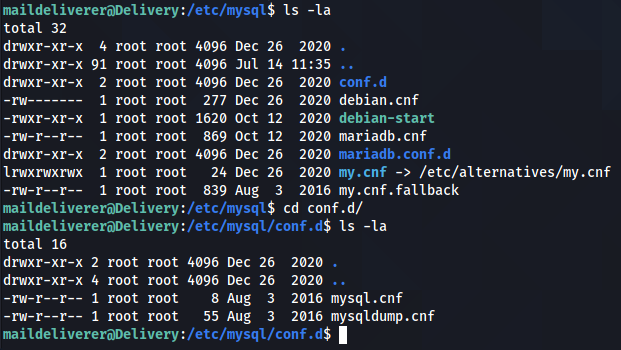 maildeliverer@Delivery:/etc/mysql$ ls -la
total 32
drwxr-xr-x  4 root root 4096 Dec 26  2020 .
drwxr-xr-x 91 root root 4096 Jul 14 11:35 ..
drwxr-xr-x  2 root root 4096 Dec 26  2020 conf.d
-rw-------  1 root root  277 Dec 26  2020 debian.cnf
-rwxr-xr-x  1 root root 1620 Oct 12  2020 debian-start
-rw-r--r--  1 root root  869 Oct 12  2020 mariadb.cnf
drwxr-xr-x  2 root root 4096 Dec 26  2020 mariadb.conf.d
lrwxrwxrwx  1 root root   24 Dec 26  2020 my.cnf -> /etc/alternatives/my.cnf
-rw-r--r--  1 root root  839 Aug  3  2016 my.cnf.fallback
maildeliverer@Delivery:/etc/mysql$ cd conf.d/
maildeliverer@Delivery:/etc/mysql/conf.d$ ls -la
total 16
drwxr-xr-x 2 root root 4096 Dec 26  2020 .
drwxr-xr-x 4 root root 4096 Dec 26  2020 ..
-rw-r--r-- 1 root root    8 Aug  3  2016 mysql.cnf
-rw-r--r-- 1 root root   55 Aug  3  2016 mysqldump.cnf
maildeliverer@Delivery:/etc/mysql/conf.d$